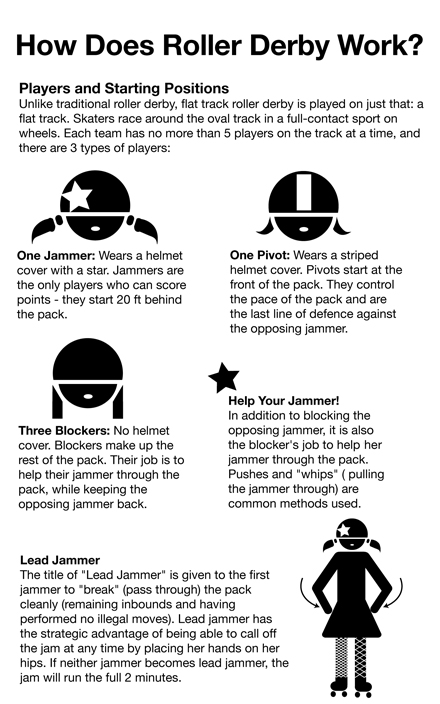 How Does Roller Derby Work?
Players and Starting Positions
Unlike traditional roller derby, flat track roller derby is played on just that: a
flat track. Skaters race around the oval track in a full-contact sport on
wheels. Each team has no more than 5 players on the track at a time, and
there are 3 types of players:
One Jammer: Wears a helmet
cover with a star. Jammers are
the only players who can score
points - they start 20 ft behind
the pack.
One Pivot: Wears a striped
helmet cover. Pivots start at the
front of the pack. They control
the pace of the pack and are
the last line of defence against
the opposing jammer.
Three Blockers: No helmet
cover. Blockers make up the
rest of the pack. Their job is to
help their jammer through the
pack, while keeping the
opposing jammer back.
Help Your Jammer!
In addition to blocking the
opposing jammer, it is also
the blocker's job to help her
jammer through the pack.
Pushes and "whips" ( pulling
the jammer through) are
common methods used.
Lead Jammer
The title of "Lead Jammer" is given to the first
jammer to "break" (pass through) the pack
cleanly (remaining inbounds and having
performed no illegal moves). Lead jammer has
the strategic advantage of being able to call off
the jam at any time by placing her hands on her
hips. If neither jammer becomes lead jammer, the
jam will run the full 2 minutes.